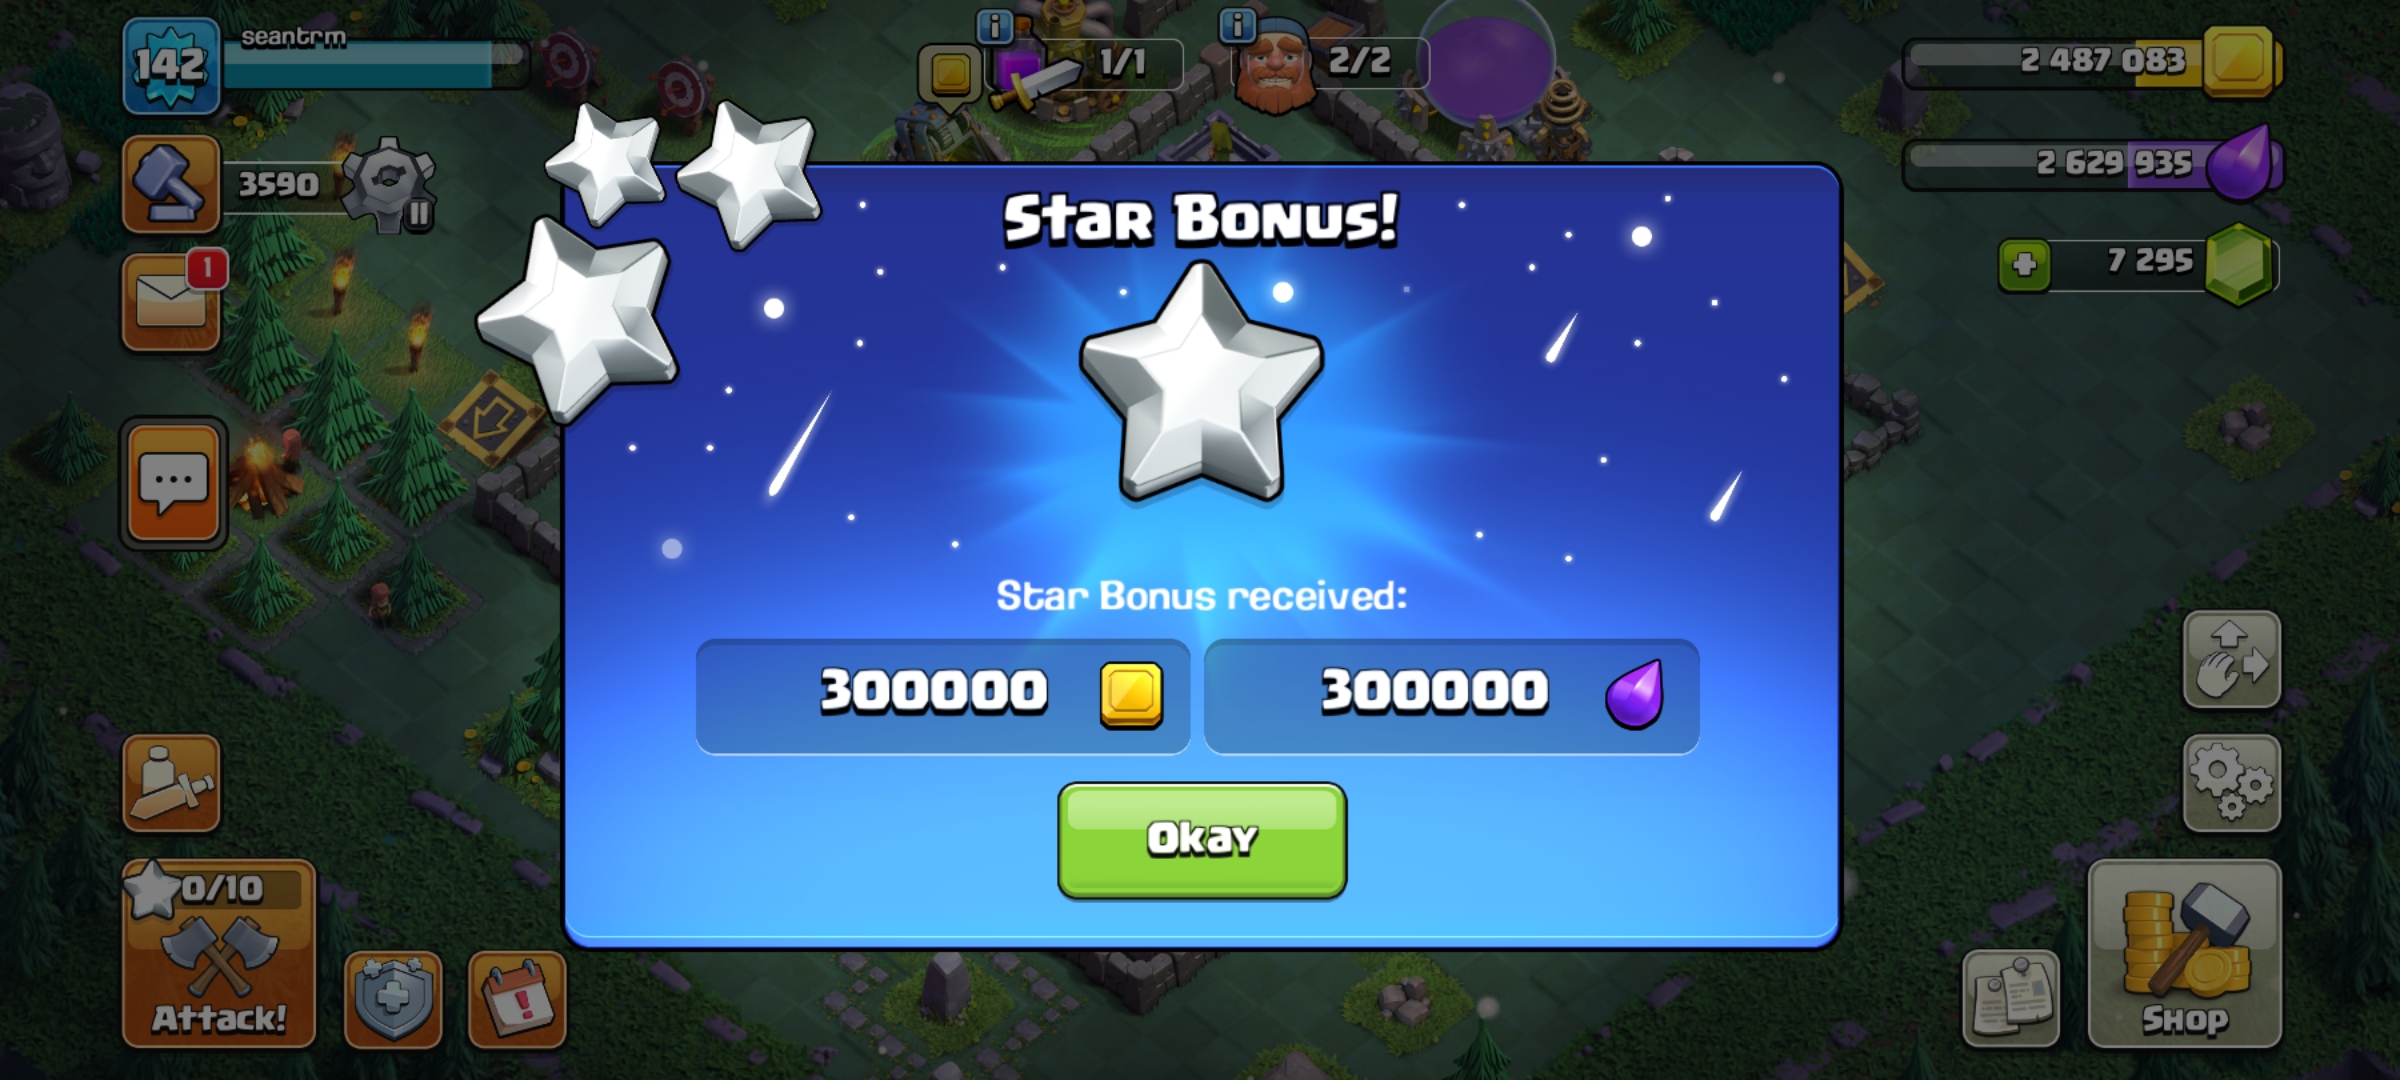 142
seantrm
1/1
2/2
2 487 083
3590
2 629 935
1
7 295
Star Bonus!
Star Bonus received:
300000
300000
Okay
0/10
Attack!
Shop